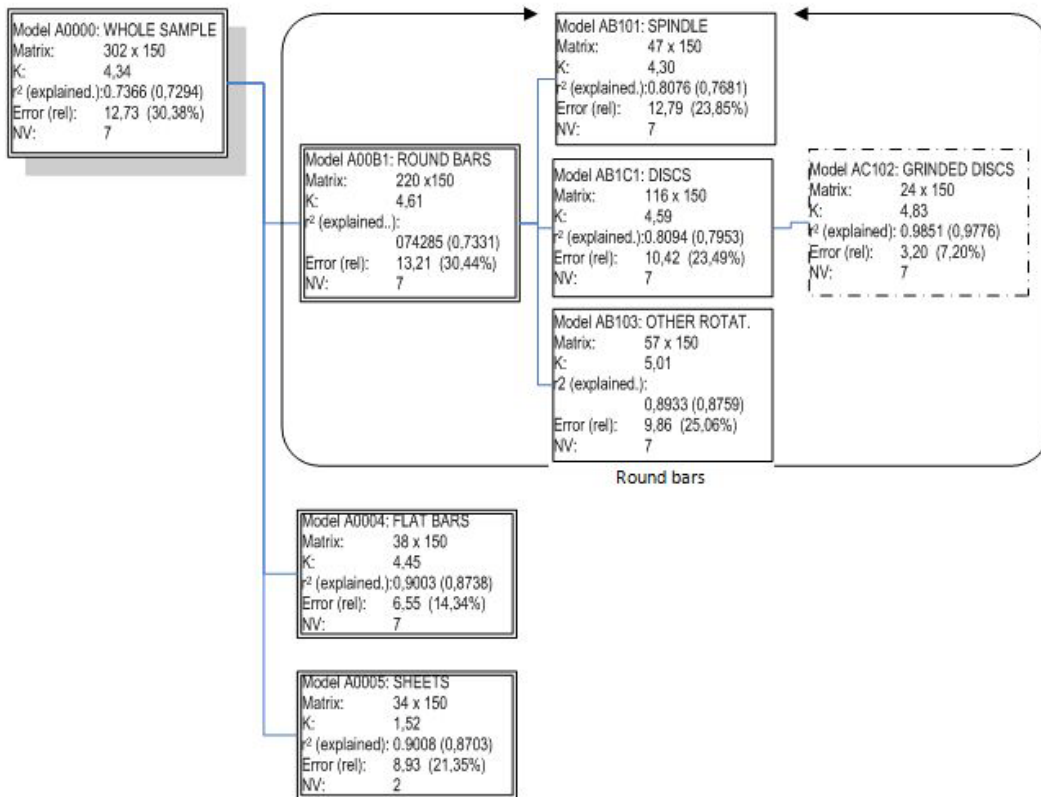 Model A0000: WHOLE SAMPLE
Matrix: 302 x 150
K: 4,34
r² (explained.):0.7366 (0,7294)
Error (rel): 12,73 (30,38%)
NV: 7
Model A00B1: ROUND BARS
Matrix: 220 x150
K: 4,61
r² (explained..):
074285 (0,7331)
Error (rel): 13,21 (30,44%)
NV: 7
Model AB101: SPINDLE
Matrix: 47 x 150
K: 4,30
r² (explained.):0.8076 (0,7681)
Error (rel): 12,79 (23,85%)
NV: 7
Model AB1C1: DISCS
Matrix: 116 x 150
K: 4,59
r² (explained.):0.8094 (0,7953)
Error (rel): 10,42 (23,49%)
NV: 7
Model AC102: GRINDED DISCS
Matrix: 24 x 150
K: 4,83
r² (explained): 0.9851 (0,9776)
Error (rel): 3,20 (7,20%)
NV: 7
Model AB103: OTHER ROTAT.
Matrix: 57 x 150
K: 5,01
r2 (explained.):
0,8933 (0,8759)
Error (rel): 9,86 (25,06%)
NV: 7
Round bars
Model A0004: FLAT BARS
Matrix: 38 x 150
K: 4,45
r² (explained.):0.9003 (0,8738)
Error (rel): 6,55 (14,34%)
NV: 7
Model A0005: SHEETS
Matrix: 34 x 150
K: 1,52
r² (explained): 0.9008 (0,8703)
Error (rel): 8,93 (21,35%)
NV: 2